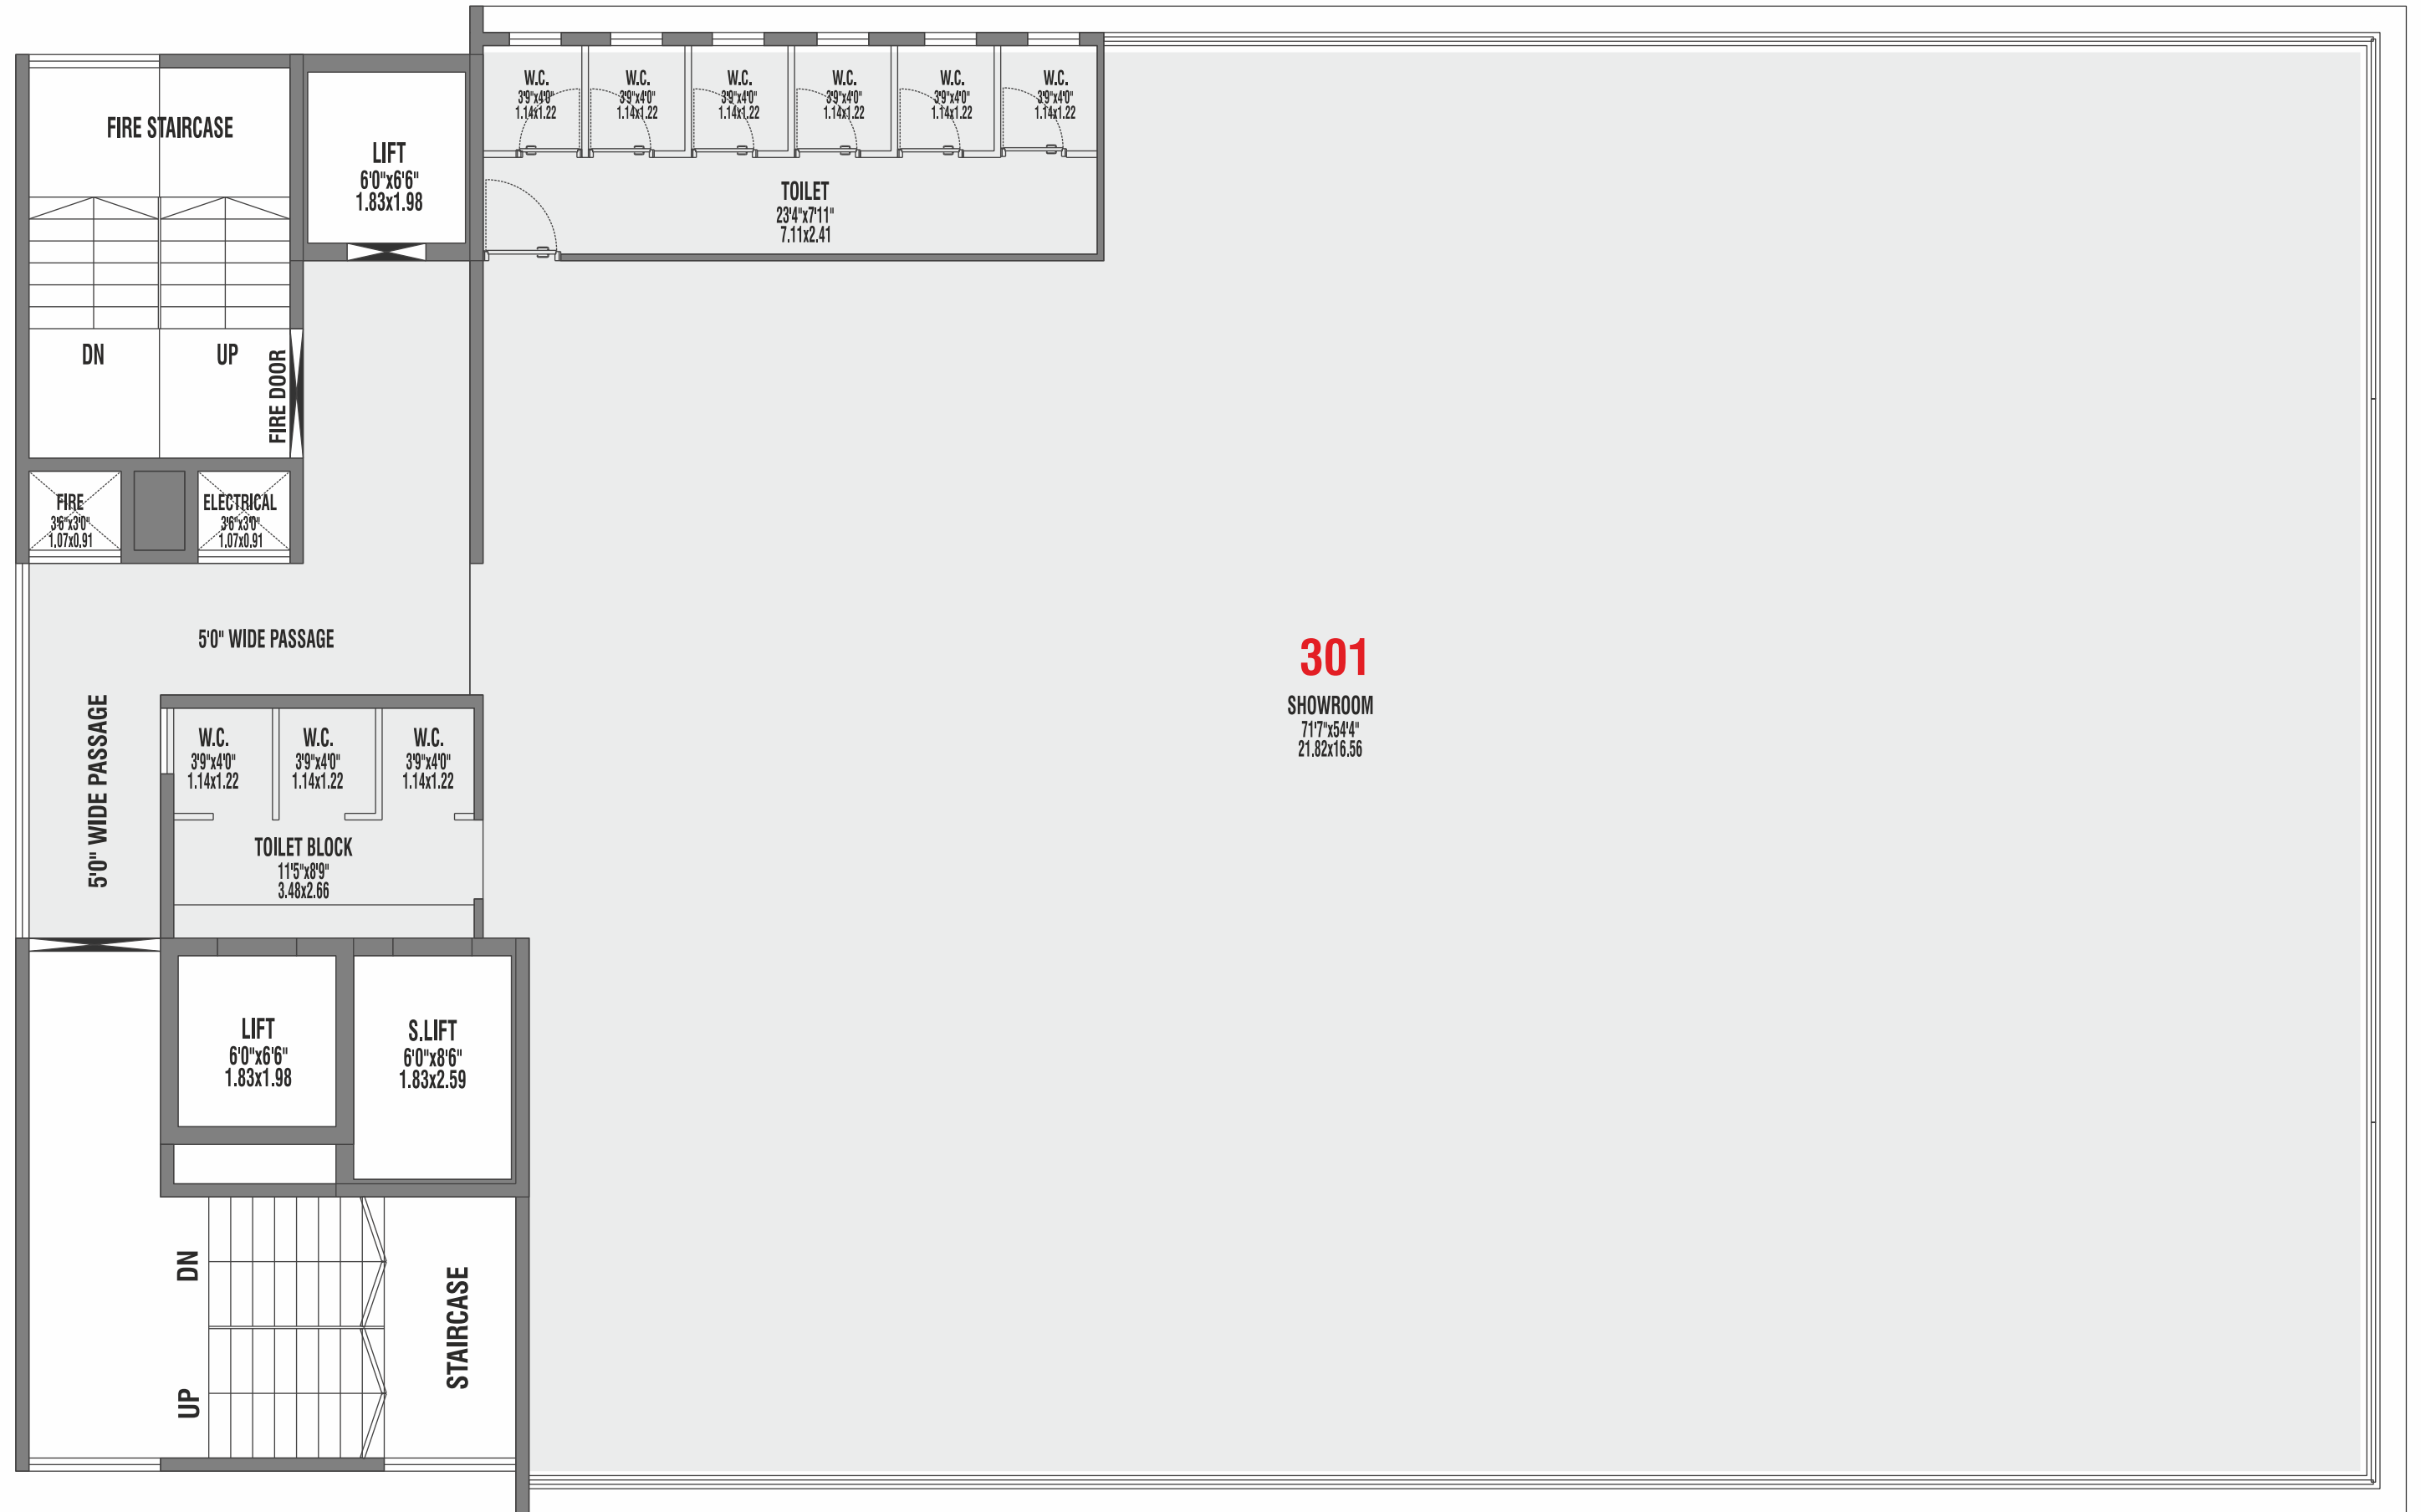 W.C.
3'9"x4'0"
1.14x1.22
W.C.
3'9"x4'0"
1.14x1.22
W.C.
3'9"x4'0"
1.14x1.22
W.C.
3'9"x4'0"
1.14x1.22
W.C.
3'9"x4'0"
1.14x1.22
W.C.
3'9"x4'0"
1.14x1.22
FIRE STAIRCASE
LIFT
6'0"x6'6"
1.83x1.98
TOILET
23'4"x7'11"
7.11x2.41
DN
UP
FIRE DOOR
FIRE
3'6"x3'0"
1.07x0.91
ELECTRICAL
3'6"x3'0"
1.07x0.91
5'0" WIDE PASSAGE
301
SHOWROOM
71'7"x54'4"
21.82x16.56
5'0" WIDE PASSAGE
W.C.
3'9"x4'0"
1.14x1.22
W.C.
3'9"x4'0"
1.14x1.22
W.C.
3'9"x4'0"
1.14x1.22
TOILET BLOCK
11'5"x8'9"
3.48x2.66
LIFT
6'0"x6'6"
1.83x1.98
S.LIFT
6'0"x8'6"
1.83x2.59
DN
UP
STAIRCASE